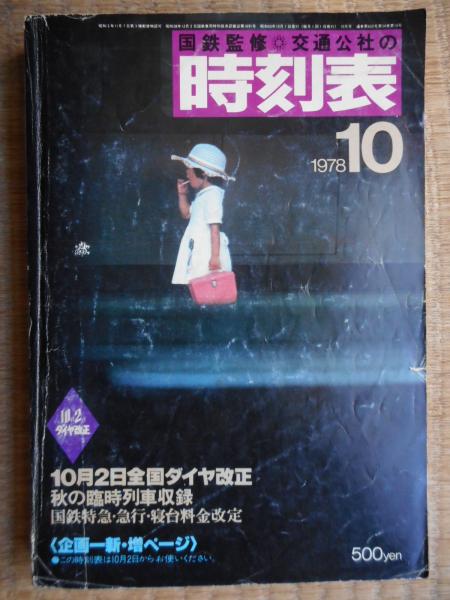 国鉄監修 交通公社の
時刻表
1978 10
10月2日
ダイヤ改正
10月2日全国ダイヤ改正
秋の臨時列車収録
国鉄特急・急行・寝台料金改定
〈企画一新・増ページ〉
●この時刻表は10月2日からお使いください。
500yen